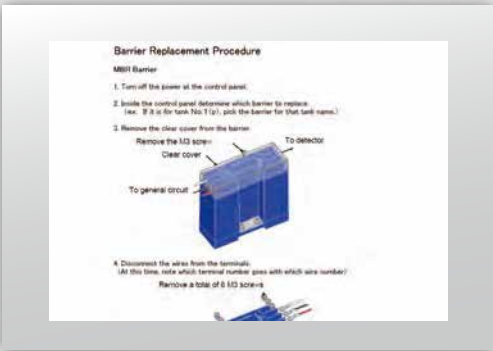 Barrier Replacement Procedure
MBR Barrier
1. Turn off the power at the control panel.
2. Inside the control panel determine which barrier to replace.
(ex. If it is for tank No.1 (p), pick the barrier for that tank name.)
3. Remove the clear cover from the barrier
Remove the M3 screw
To detector
Clear cover
To general circuit
4. Disconnect the wires from the terminals.
(At this time, note which terminal number goes with which wire number)
Remove a total of 6 M3 screws